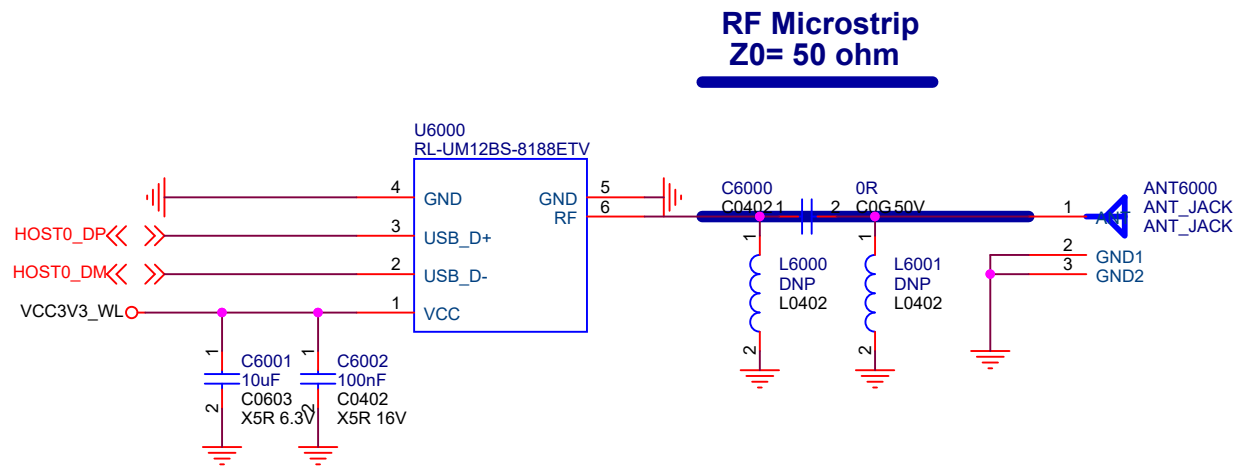 RF Microstrip
Z0= 50 ohm
U6000
RL-UM12BS-8188ETV
4
GND
3
USB_D+
2
USB_D-
1
VCC
GND
5
RF
6
HOST0_DP
HOST0_DM
VCC3V3_WL
1
2
C6001
10uF
C0603
X5R 6.3V
1
2
C6002
100nF
C0402
X5R 16V
C6000
C0402
1
2
0R
C0G 50V
1
2
L6000
DNP
L0402
1
2
L6001
DNP
L0402
1
ANT
ANT6000
ANT_JACK
ANT_JACK
2
GND1
3
GND2